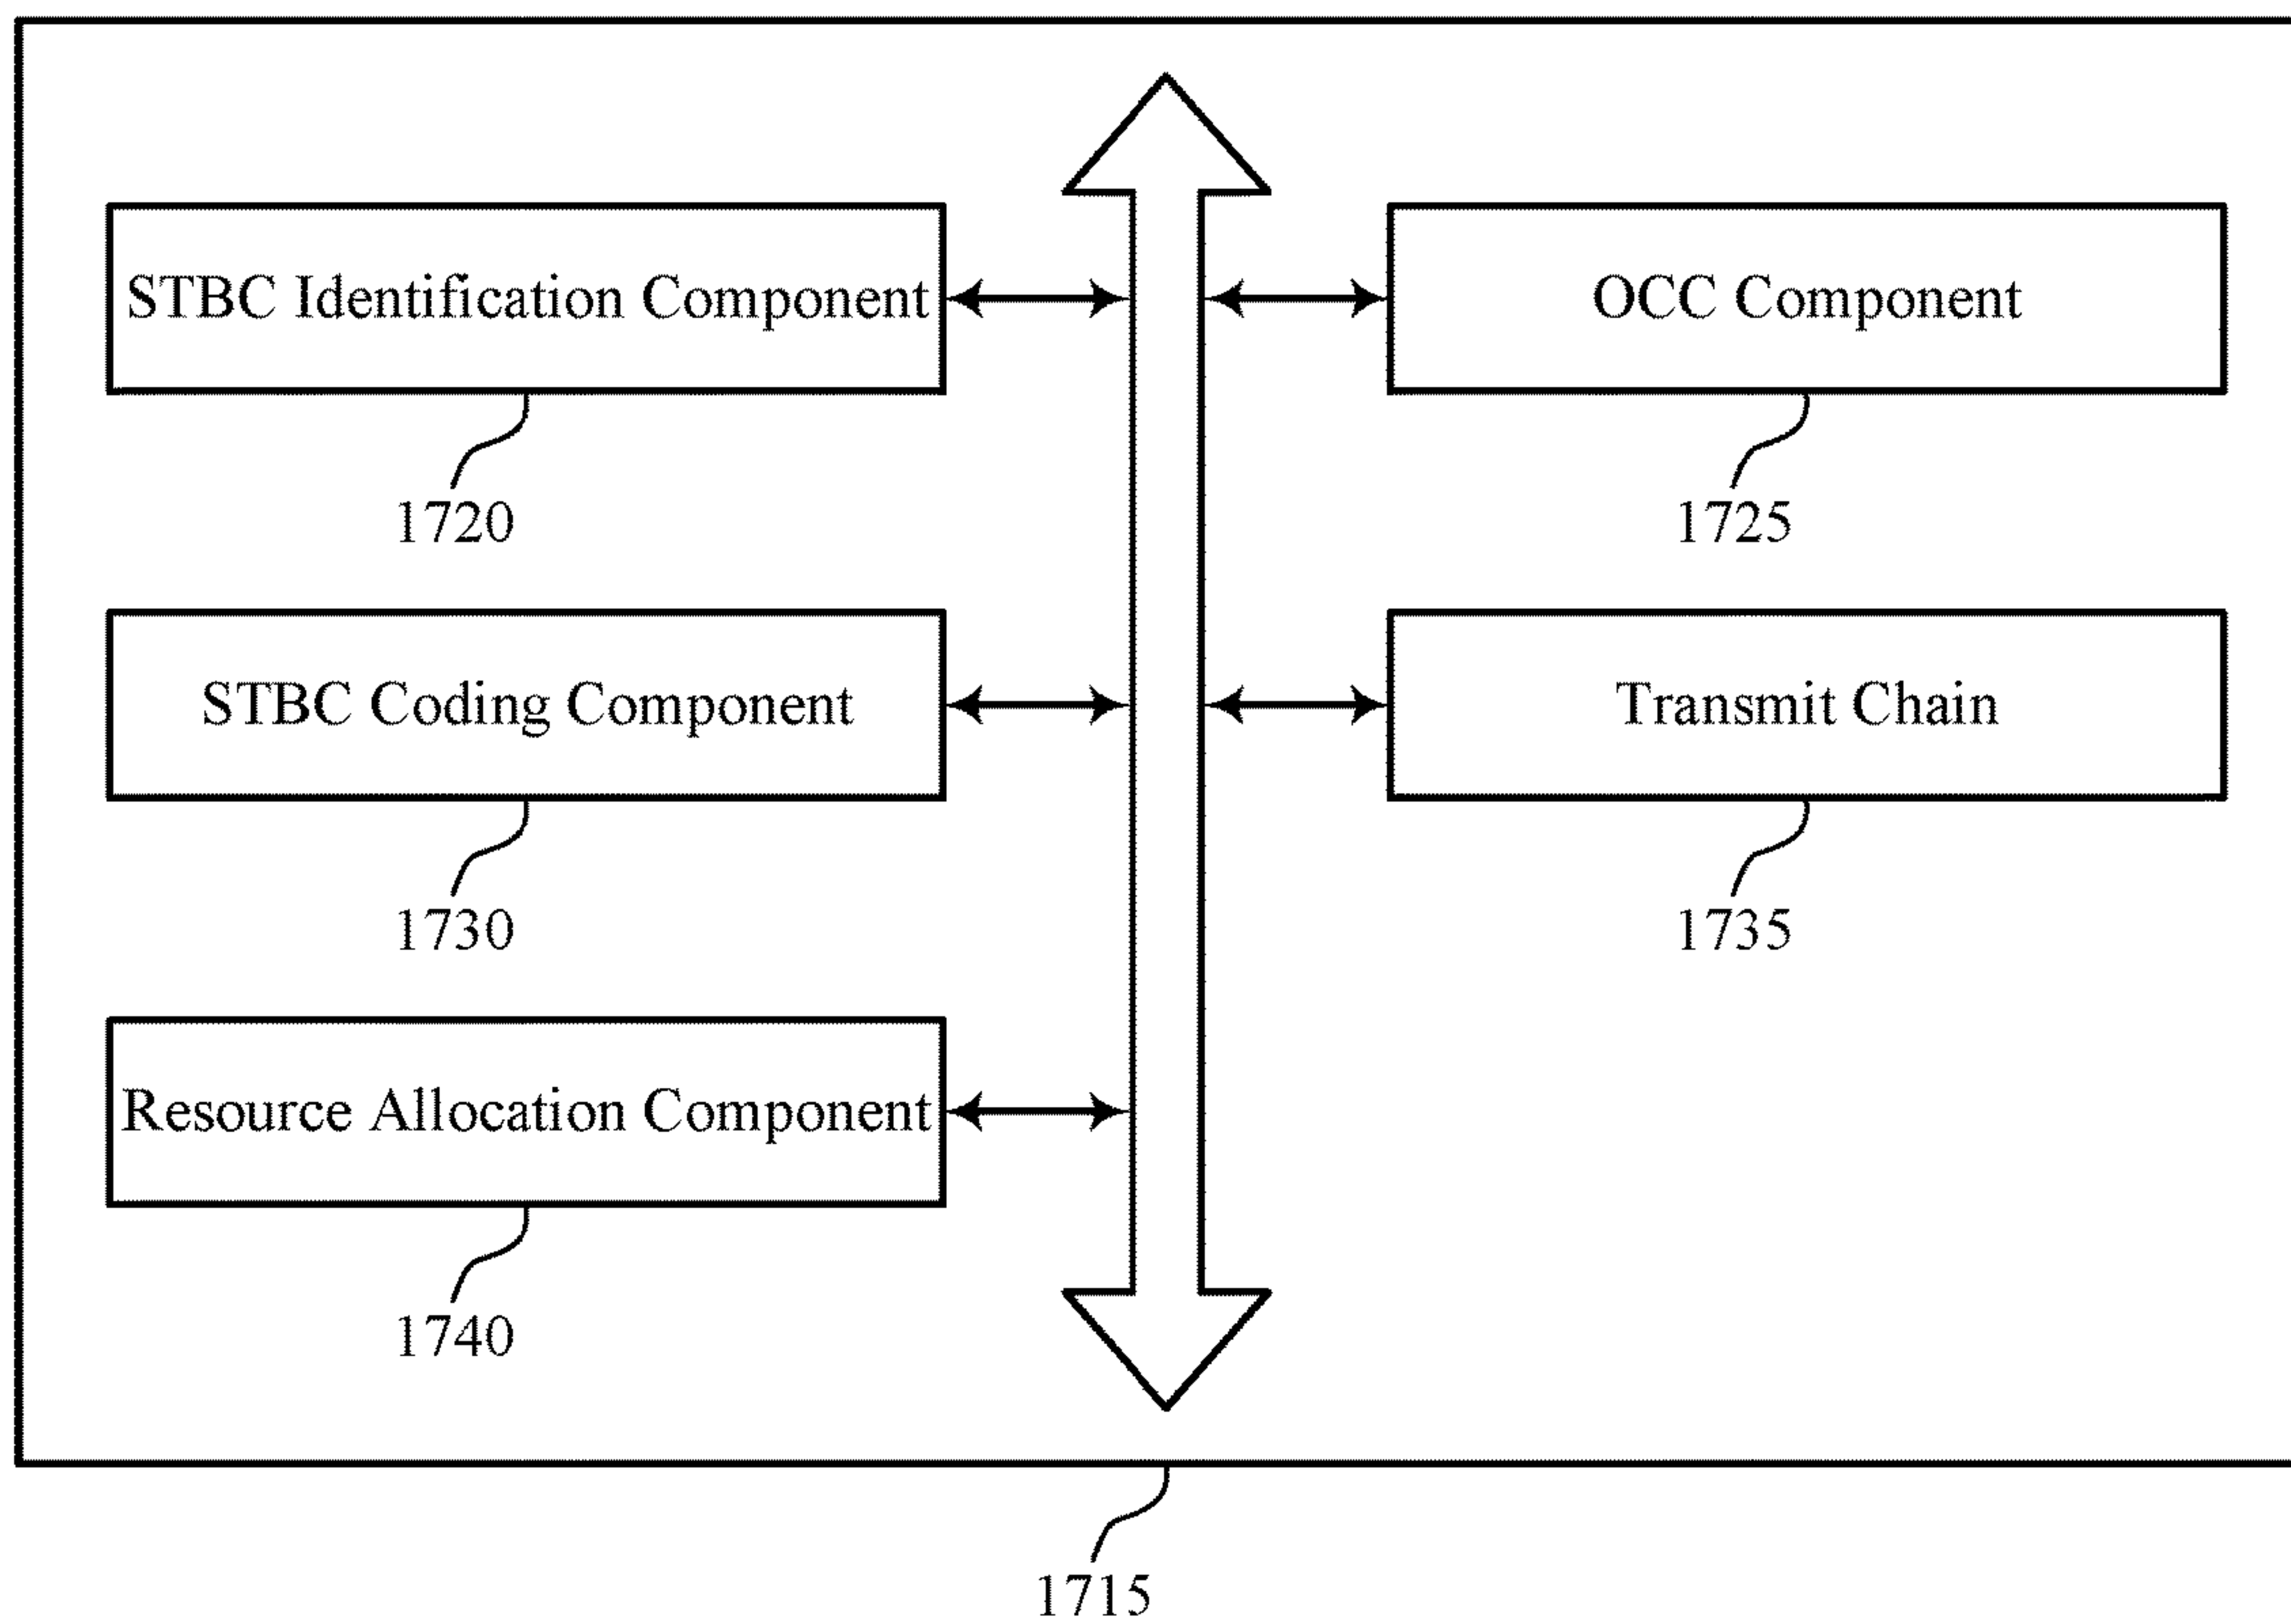 STBC Identification Component
OCC Component
1720
1725
STBC Coding Component
Transmit Chain
1730
1735
Resource Allocation Component
1740
1715